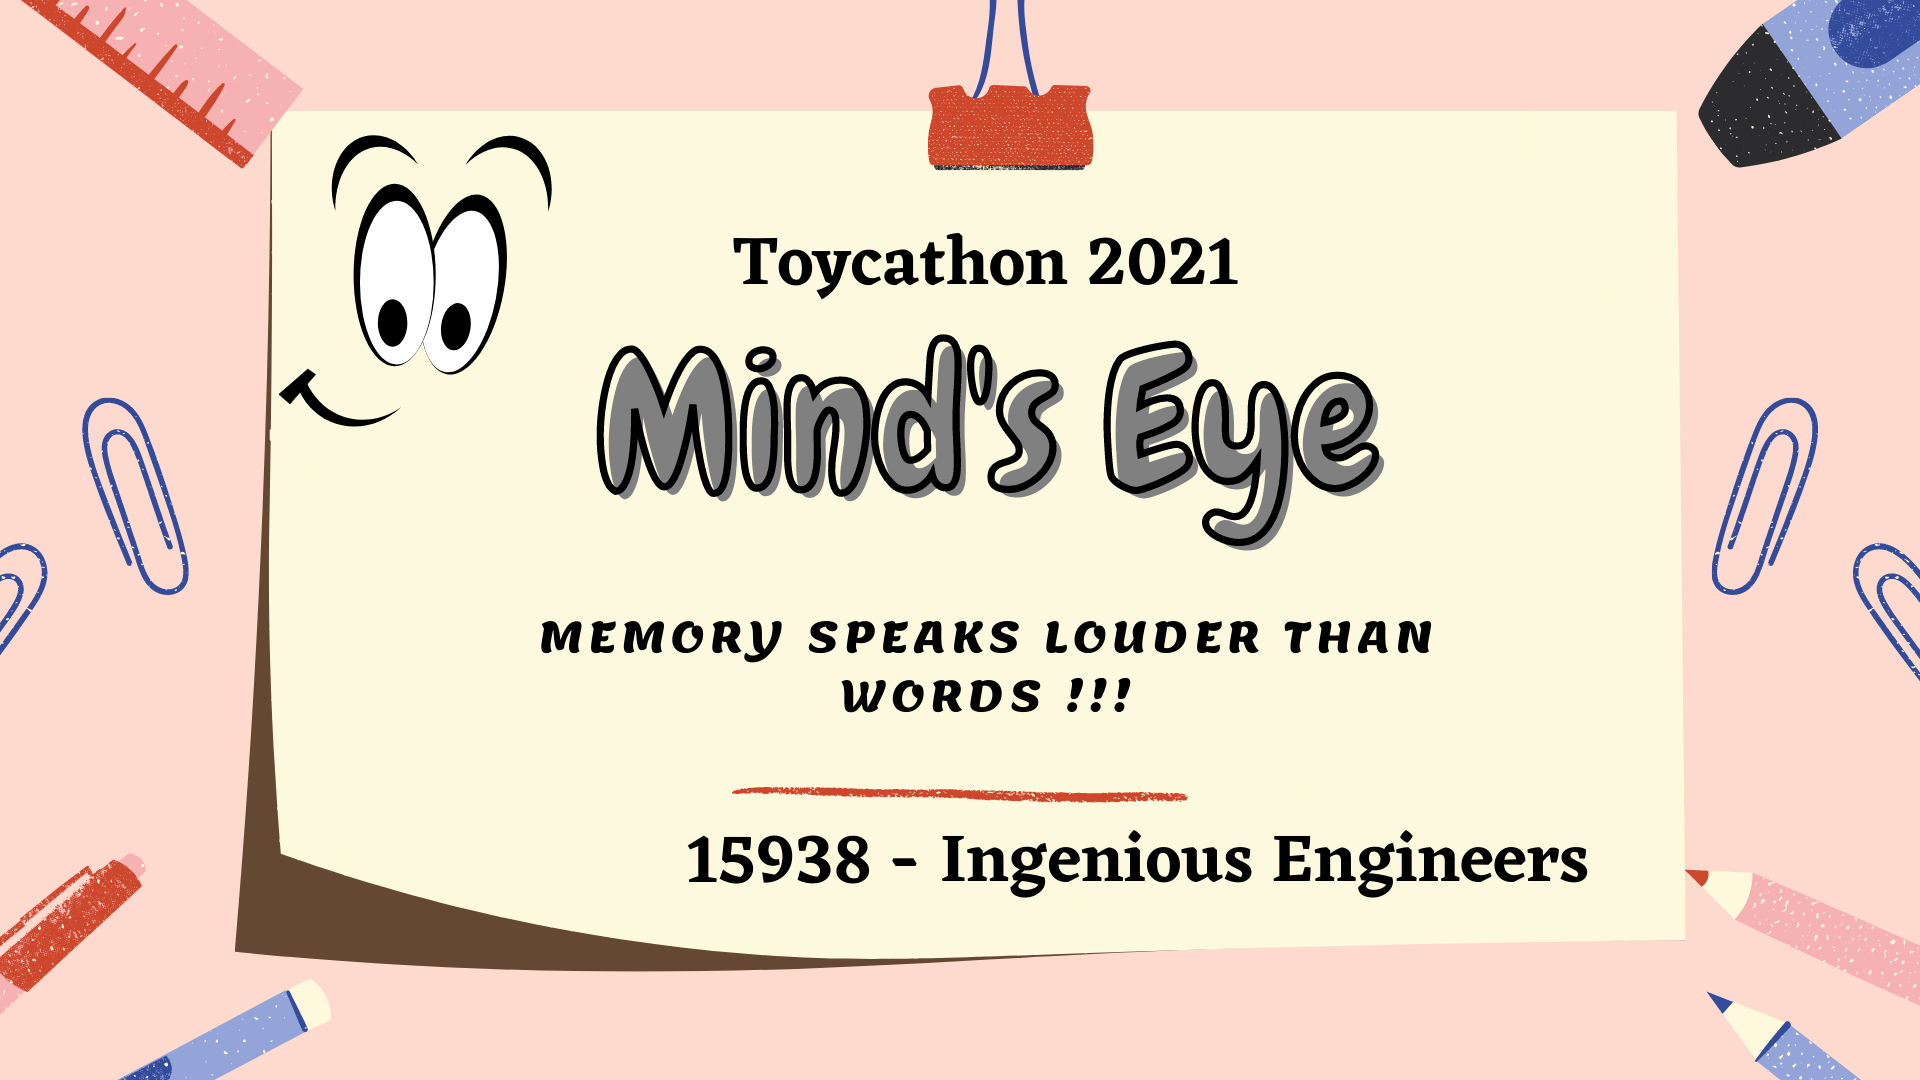 Toycathon 2021
Mind's Eye
MEMORY SPEAKS LOUDER THAN
WORDS !!!
15938 - Ingenious Engineers